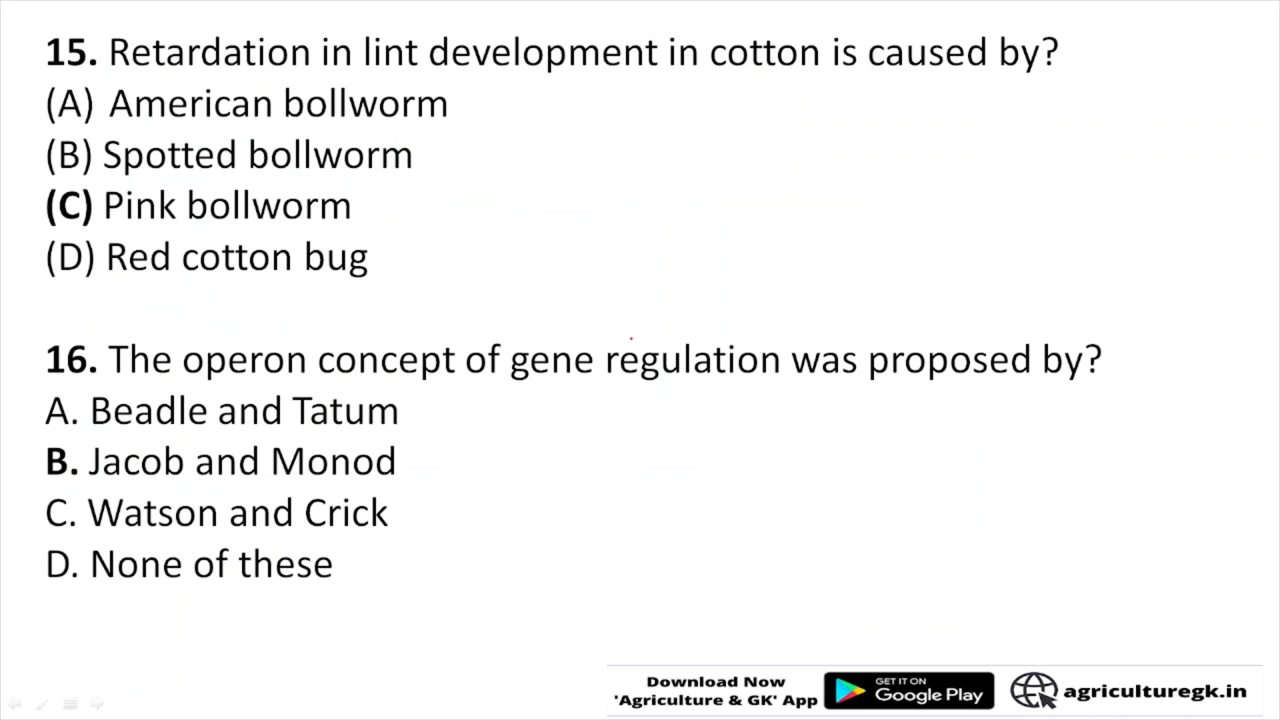 15. Retardation in lint development in cotton is caused by?
(A) American bollworm
(B) Spotted bollworm
(C) Pink bollworm
(D) Red cotton bug
16. The operon concept of gene regulation was proposed by?
A. Beadle and Tatum
B. Jacob and Monod
C. Watson and Crick
D. None of these
Download Now
'Agriculture & GK' App
GET IT ON
Google Play
agriculturegk.in